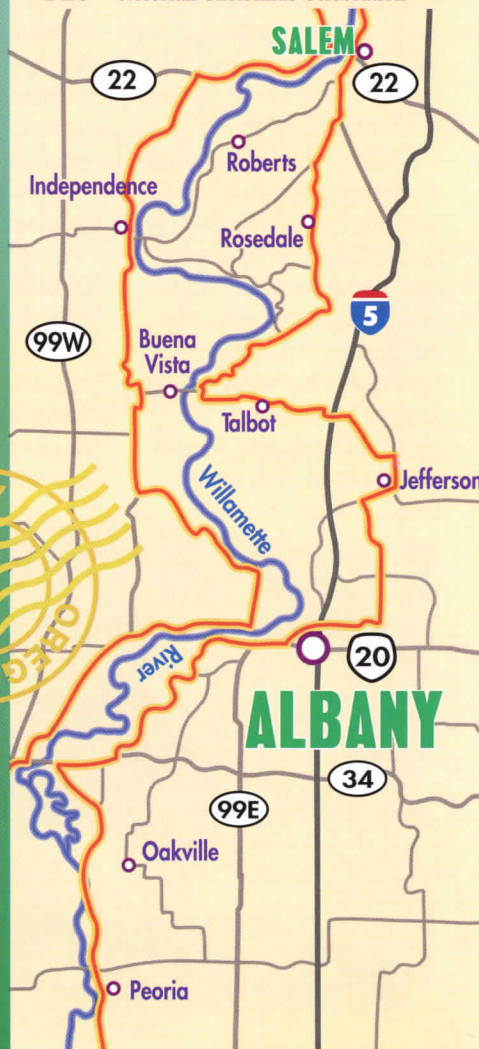 SALEM
22
22
Roberts
Independence
Rosedale
5
99W
Buena
Vista
Talbot
Jefferson
Willamette
OREG
River
20
ALBANY
34
99E
Oakville
Peoria